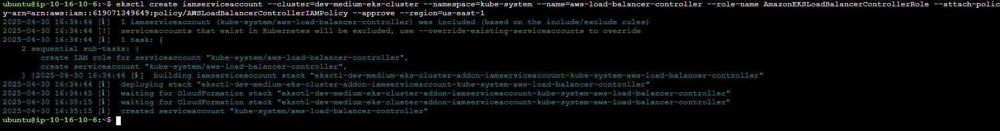 ubuntu@ip-10-16-10-6:~$ eksctl create iamserviceaccount --cluster=dev-medium-eks-cluster --namespace=kube-system --name=aws-load-balancer-controller --role-name AmazonEKSLoadBalancerControllerRole --attach-polic
y-arn=arn:aws:iam::619071349649:policy/AWSLoadBalancerControllerIAMPolicy --approve --region=us-east-1
2025-04-30 16:34:44 [ℹ]  1 iamserviceaccount (kube-system/aws-load-balancer-controller) was included (based on the include/exclude rules)
2025-04-30 16:34:44 [!]  serviceaccounts that exist in Kubernetes will be excluded, use --override-existing-serviceaccounts to override
2025-04-30 16:34:44 [ℹ]  1 task: {
    2 sequential sub-tasks: {
        create IAM role for serviceaccount "kube-system/aws-load-balancer-controller",
        create serviceaccount "kube-system/aws-load-balancer-controller",
    } }2025-04-30 16:34:44 [ℹ]  building iamserviceaccount stack "eksctl-dev-medium-eks-cluster-addon-iamserviceaccount-kube-system-aws-load-balancer-controller"
2025-04-30 16:34:44 [ℹ]  deploying stack "eksctl-dev-medium-eks-cluster-addon-iamserviceaccount-kube-system-aws-load-balancer-controller"
2025-04-30 16:34:45 [ℹ]  waiting for CloudFormation stack "eksctl-dev-medium-eks-cluster-addon-iamserviceaccount-kube-system-aws-load-balancer-controller"
2025-04-30 16:35:15 [ℹ]  waiting for CloudFormation stack "eksctl-dev-medium-eks-cluster-addon-iamserviceaccount-kube-system-aws-load-balancer-controller"
2025-04-30 16:35:15 [ℹ]  created serviceaccount "kube-system/aws-load-balancer-controller"
ubuntu@ip-10-16-10-6:~$